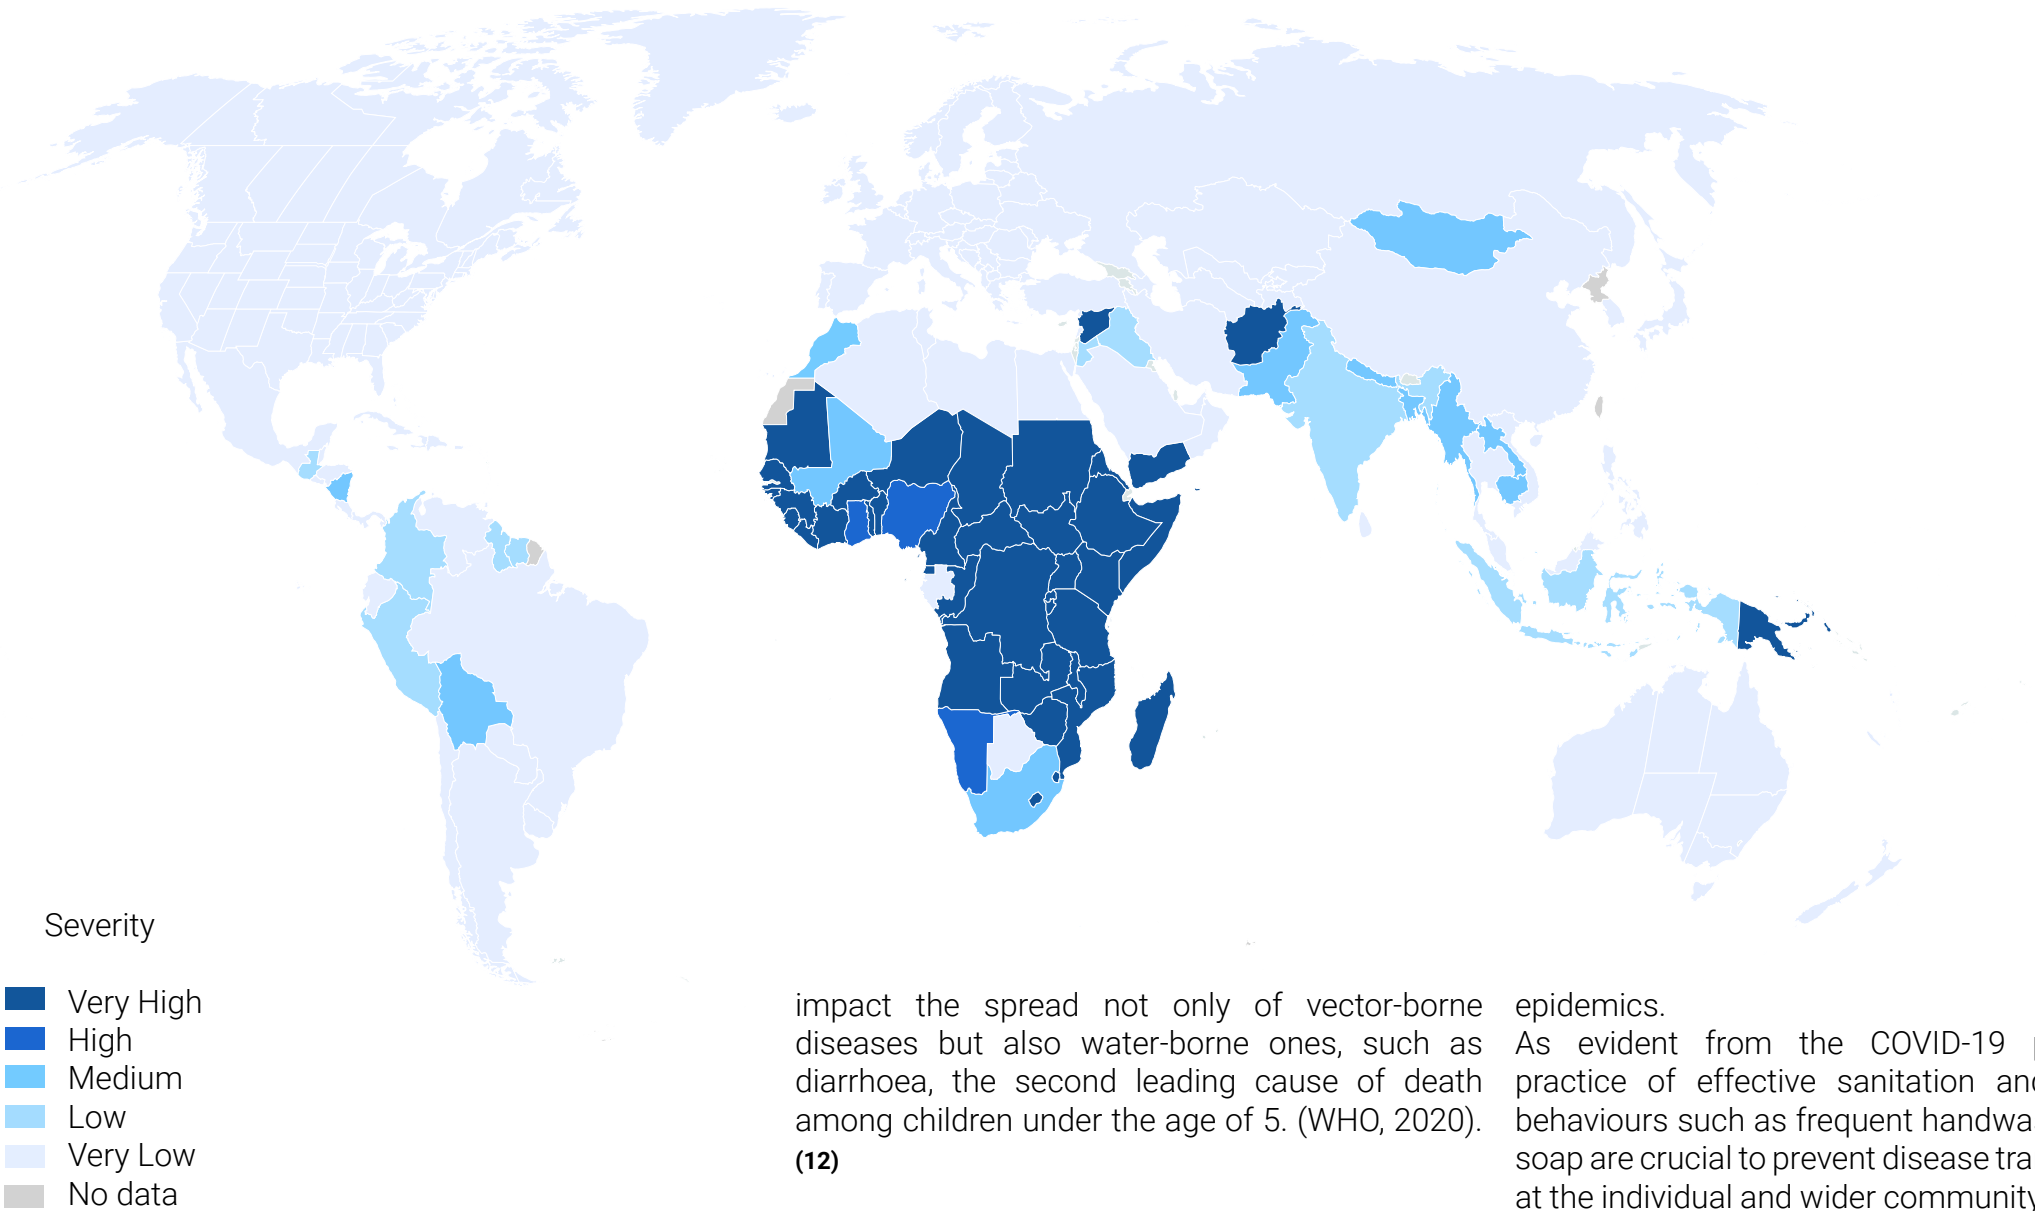 Severity
Very High
High
Medium
Low
Very Low
No data
impact the spread not only of vector-borne
diseases but also water-borne ones, such as
diarrhoea, the second leading cause of death
among children under the age of 5. (WHO, 2020).
(12)
epidemics.
As evident from the COVID-19
practice of effective sanitation
behaviours such as frequent
soap are crucial to prevent disease
at the individual and wider community